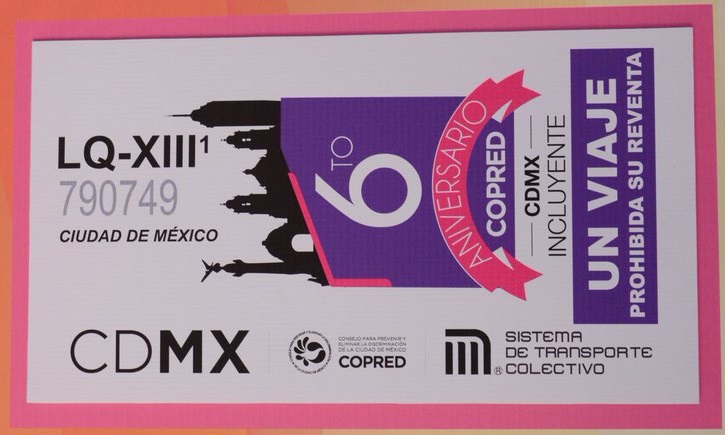 LQ-XIII¹
790749
CIUDAD DE MÉXICO
6TO
ANIVERSARIO
COPRED
CDMX
INCLUYENTE
UN VIAJE
PROHIBIDA SU REVENTA
CDMX
CONSEJO PARA PREVENIR Y
ELIMINAR LA DISCRIMINACIÓN
DE LA CIUDAD DE MÉXICO
COPRED
SISTEMA
DE TRANSPORTE
COLECTIVO